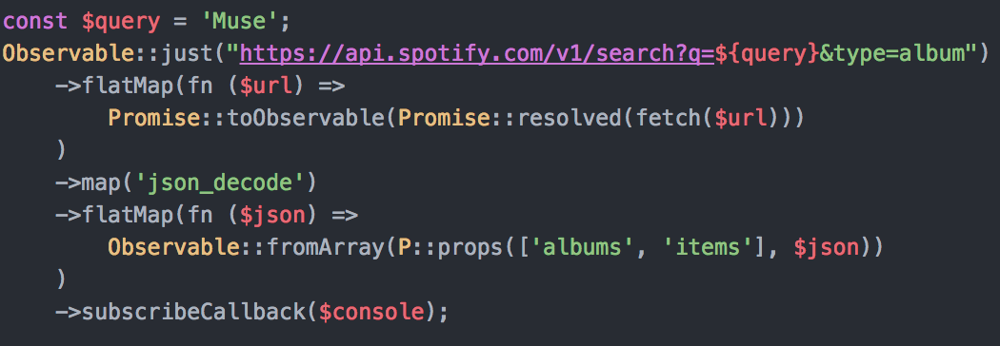 const $query = 'Muse';
Observable::just("https://api.spotify.com/v1/search?q=${query}&type=album")
    ->flatMap(fn ($url) =>
        Promise::toObservable(Promise::resolved(fetch($url)))
    )
    ->map('json_decode')
    ->flatMap(fn ($json) =>
        Observable::fromArray(P::props(['albums', 'items'], $json))
    )
    ->subscribeCallback($console);